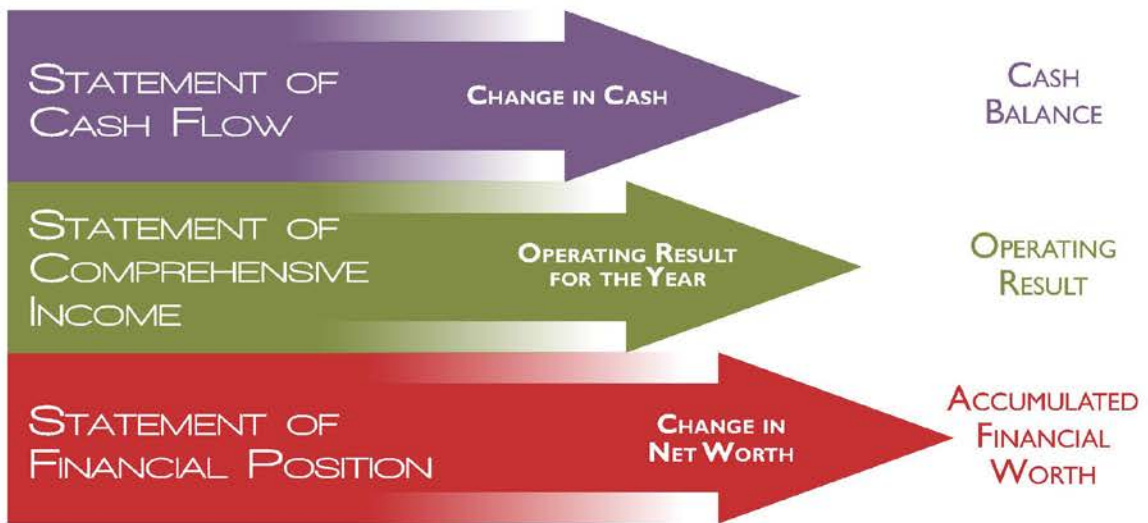 STATEMENT OF
CASH FLOW
CHANGE IN CASH
CASH
BALANCE
STATEMENT OF
COMPREHENSIVE
INCOME
OPERATING RESULT
FOR THE YEAR
OPERATING
RESULT
STATEMENT OF
FINANCIAL POSITION
CHANGE IN
NET WORTH
ACCUMULATED
FINANCIAL
WORTH